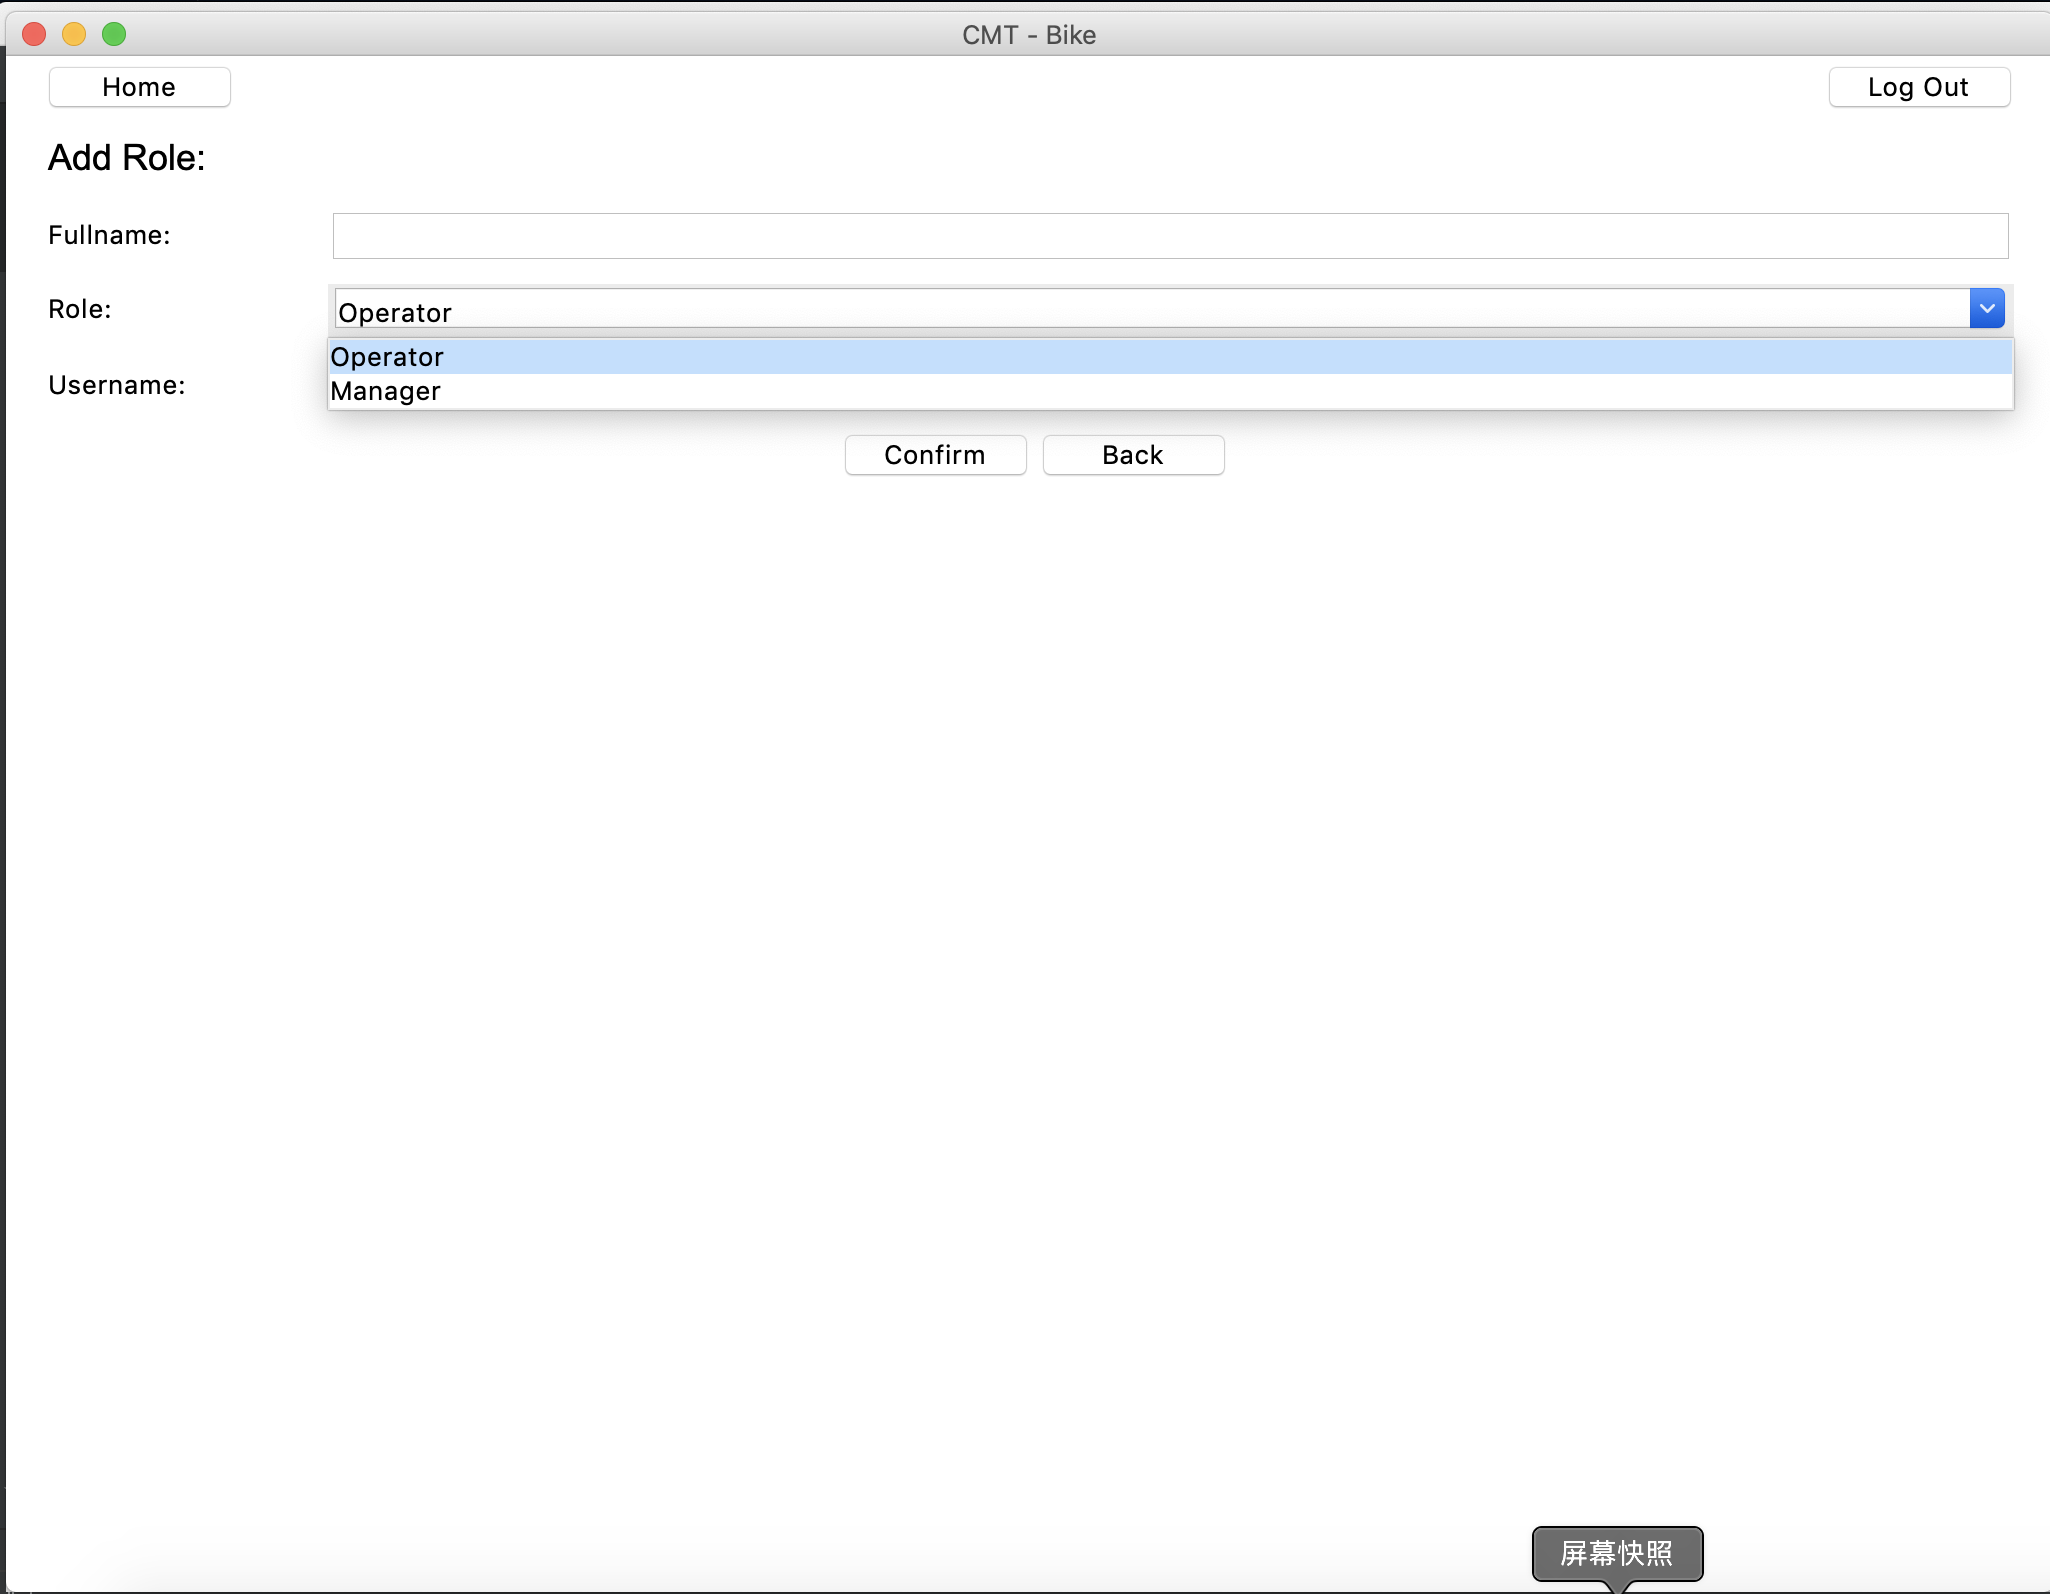 CMT - Bike
Home
Log Out
Add Role:
Fullname:
Role:
Operator
Operator
Manager
Username:
Confirm
Back
屏幕快照